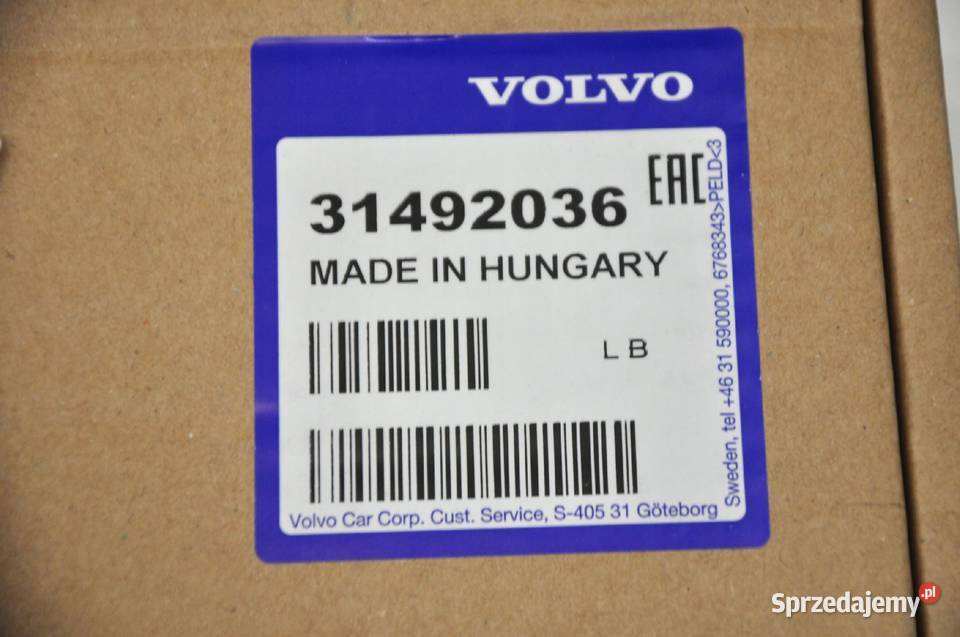 VOLVO
31492036
EAC
MADE IN HUNGARY
L B
Volvo Car Corp. Cust. Service, S-405 31 Göteborg
Sweden, tel +46 31 590000, 6768343>PELD<3
Sprzedajemy.pl